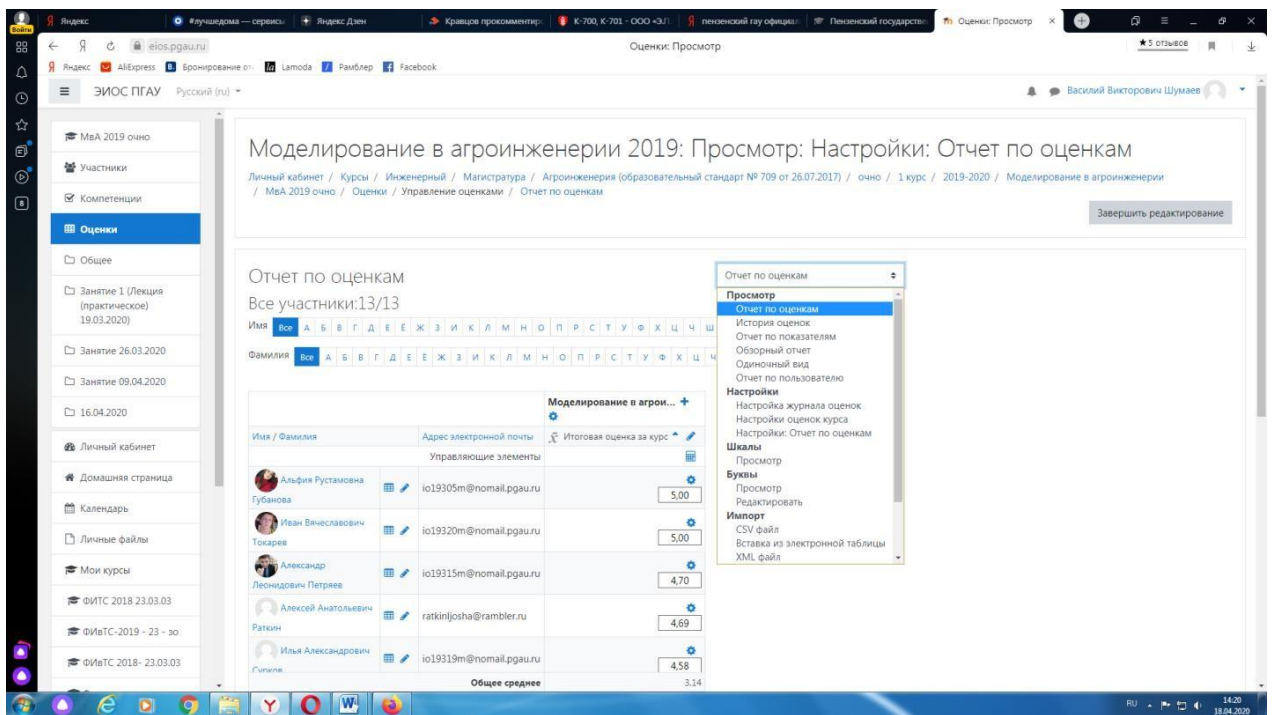 Яндекс
#лучшедома — сервисы
Яндекс Дзен
К-700, К-701 - ООО «ЭЛ
Оценки: Просмотр
Войти
eios.pgau.ru
Оценки: Просмотр
★5 отзывов
Яндекс AliExpress Lamoda Рамблер Facebook
ЭИОС ПГАУ Русский (ru)
Василий Викторович Шумаев
МвА 2019 очно
Участники
Компетенции
Оценки
Общее
Занятие 1 (Лекция
(практическое)
19.03.2020)
Занятие 26.03.2020
Занятие 09.04.2020
16.04.2020
Личный кабинет
Домашняя страница
Календарь
Личные файлы
Мои курсы
ФИТС 2018 23.03.03
ФИвТС-2019 - 23 - зо
ФИвТС 2018- 23.03.03
Моделирование в агроинженерии 2019: Просмотр: Настройки: Отчет по оценкам
Личный кабинет / Курсы / Инженерный / Магистратура / Агроинженерия (образовательный стандарт № 709 от 26.07.2017) / очно / 1 курс / 2019-2020 / Моделирование в агроинженерии
/ МвА 2019 очно / Оценки / Управление оценками / Отчет по оценкам
Завершить редактирование
Отчет по оценкам
Все участники:13/13
Имя Все А Б В Г Д Е Ё Ж З И К Л М Н О П Р С Т У Ф Х Ц Ч Ш
Фамилия Все А Б В Г Д Е Ё Ж З И К Л М Н О П Р С Т У Ф Х Ц Ч
Моделирование в агрои...
Имя / Фамилия Адрес электронной почты Итоговая оценка за курс
Управляющие элементы
Альфия Рустамовна
Губанова
io19305m@nomail.pgau.ru
5,00
Иван Вячеславович
Токарев
io19320m@nomail.pgau.ru
5,00
Александр
Леонидович Петряев
io19315m@nomail.pgau.ru
4,70
Алексей Анатольевич
Раткин
ratkinljosha@rambler.ru
4,69
Илья Александрович
Сурков
io19319m@nomail.pgau.ru
4,58
Общее среднее 3.14
Отчет по оценкам
Просмотр
Отчет по оценкам
История оценок
Отчет по показателям
Обзорный отчет
Одиночный вид
Отчет по пользователю
Настройки
Настройка журнала оценок
Настройки оценок курса
Настройки: Отчет по оценкам
Шкалы
Просмотр
Буквы
Просмотр
Редактировать
Импорт
CSV файл
Вставка из электронной таблицы
XML файл
RU
14:20
18.04.2020